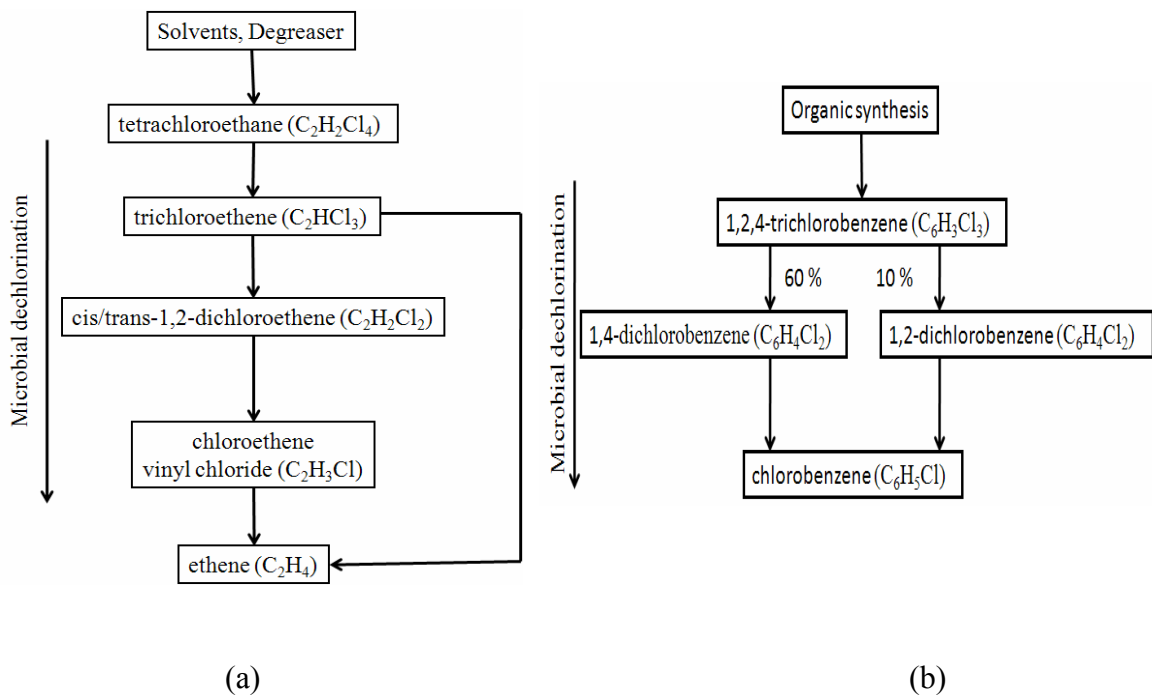 Solvents, Degreaser
tetrachloroethane (C₂H₂Cl₄)
trichloroethene (C₂HCl₃)
cis/trans-1,2-dichloroethene (C₂H₂Cl₂)
chloroethene
vinyl chloride (C₂H₃Cl)
ethene (C₂H₄)
Microbial dechlorination
(a)
Organic synthesis
1,2,4-trichlorobenzene (C₆H₃Cl₃)
60 %
10 %
1,4-dichlorobenzene (C₆H₄Cl₂)
1,2-dichlorobenzene (C₆H₄Cl₂)
chlorobenzene (C₆H₅Cl)
Microbial dechlorination
(b)